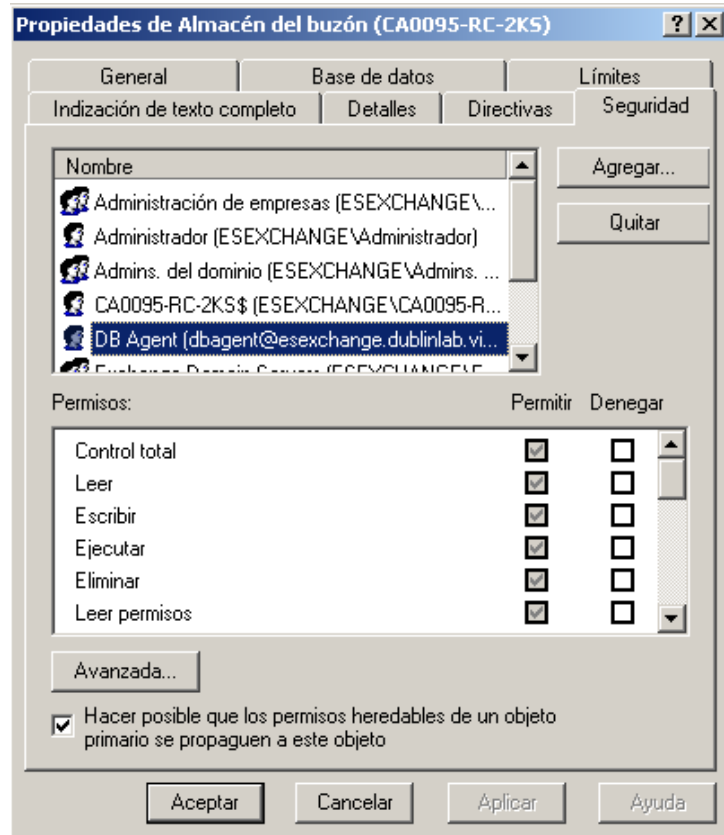 Propiedades de Almacén del buzón (CA0095-RC-2KS)
General Base de datos Límites
Indización de texto completo Detalles Directivas Seguridad
Nombre
Agregar...
Administración de empresas (ESEXCHANGE\...
Administrador (ESEXCHANGE\Administrador)
Quitar
Admins. del dominio (ESEXCHANGE\Admins. ...
CA0095-RC-2KS$ (ESEXCHANGE\CA0095-R...
DB Agent (dbagent@esexchange.dublinlab.vi...
Exchange Domain Servers (ESEXCHANGE\E...
Permisos: Permitir Denegar
Control total
Leer
Escribir
Ejecutar
Eliminar
Leer permisos
Avanzada...
Hacer posible que los permisos heredables de un objeto
primario se propaguen a este objeto
Aceptar Cancelar Aplicar Ayuda